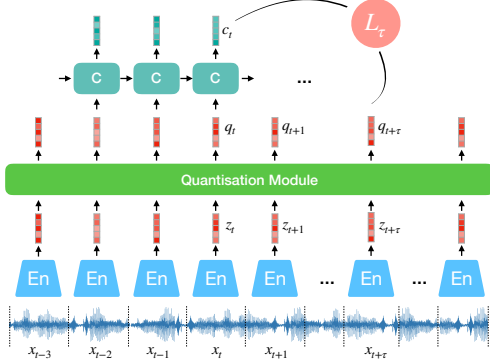 c_t
L_τ
C C C ...
q_t q_{t+1} q_{t+τ}
Quantisation Module
z_t z_{t+1} z_{t+τ}
En En En En En ... En ... En
x_{t−3} x_{t−2} x_{t−1} x_t x_{t+1} x_{t+τ}